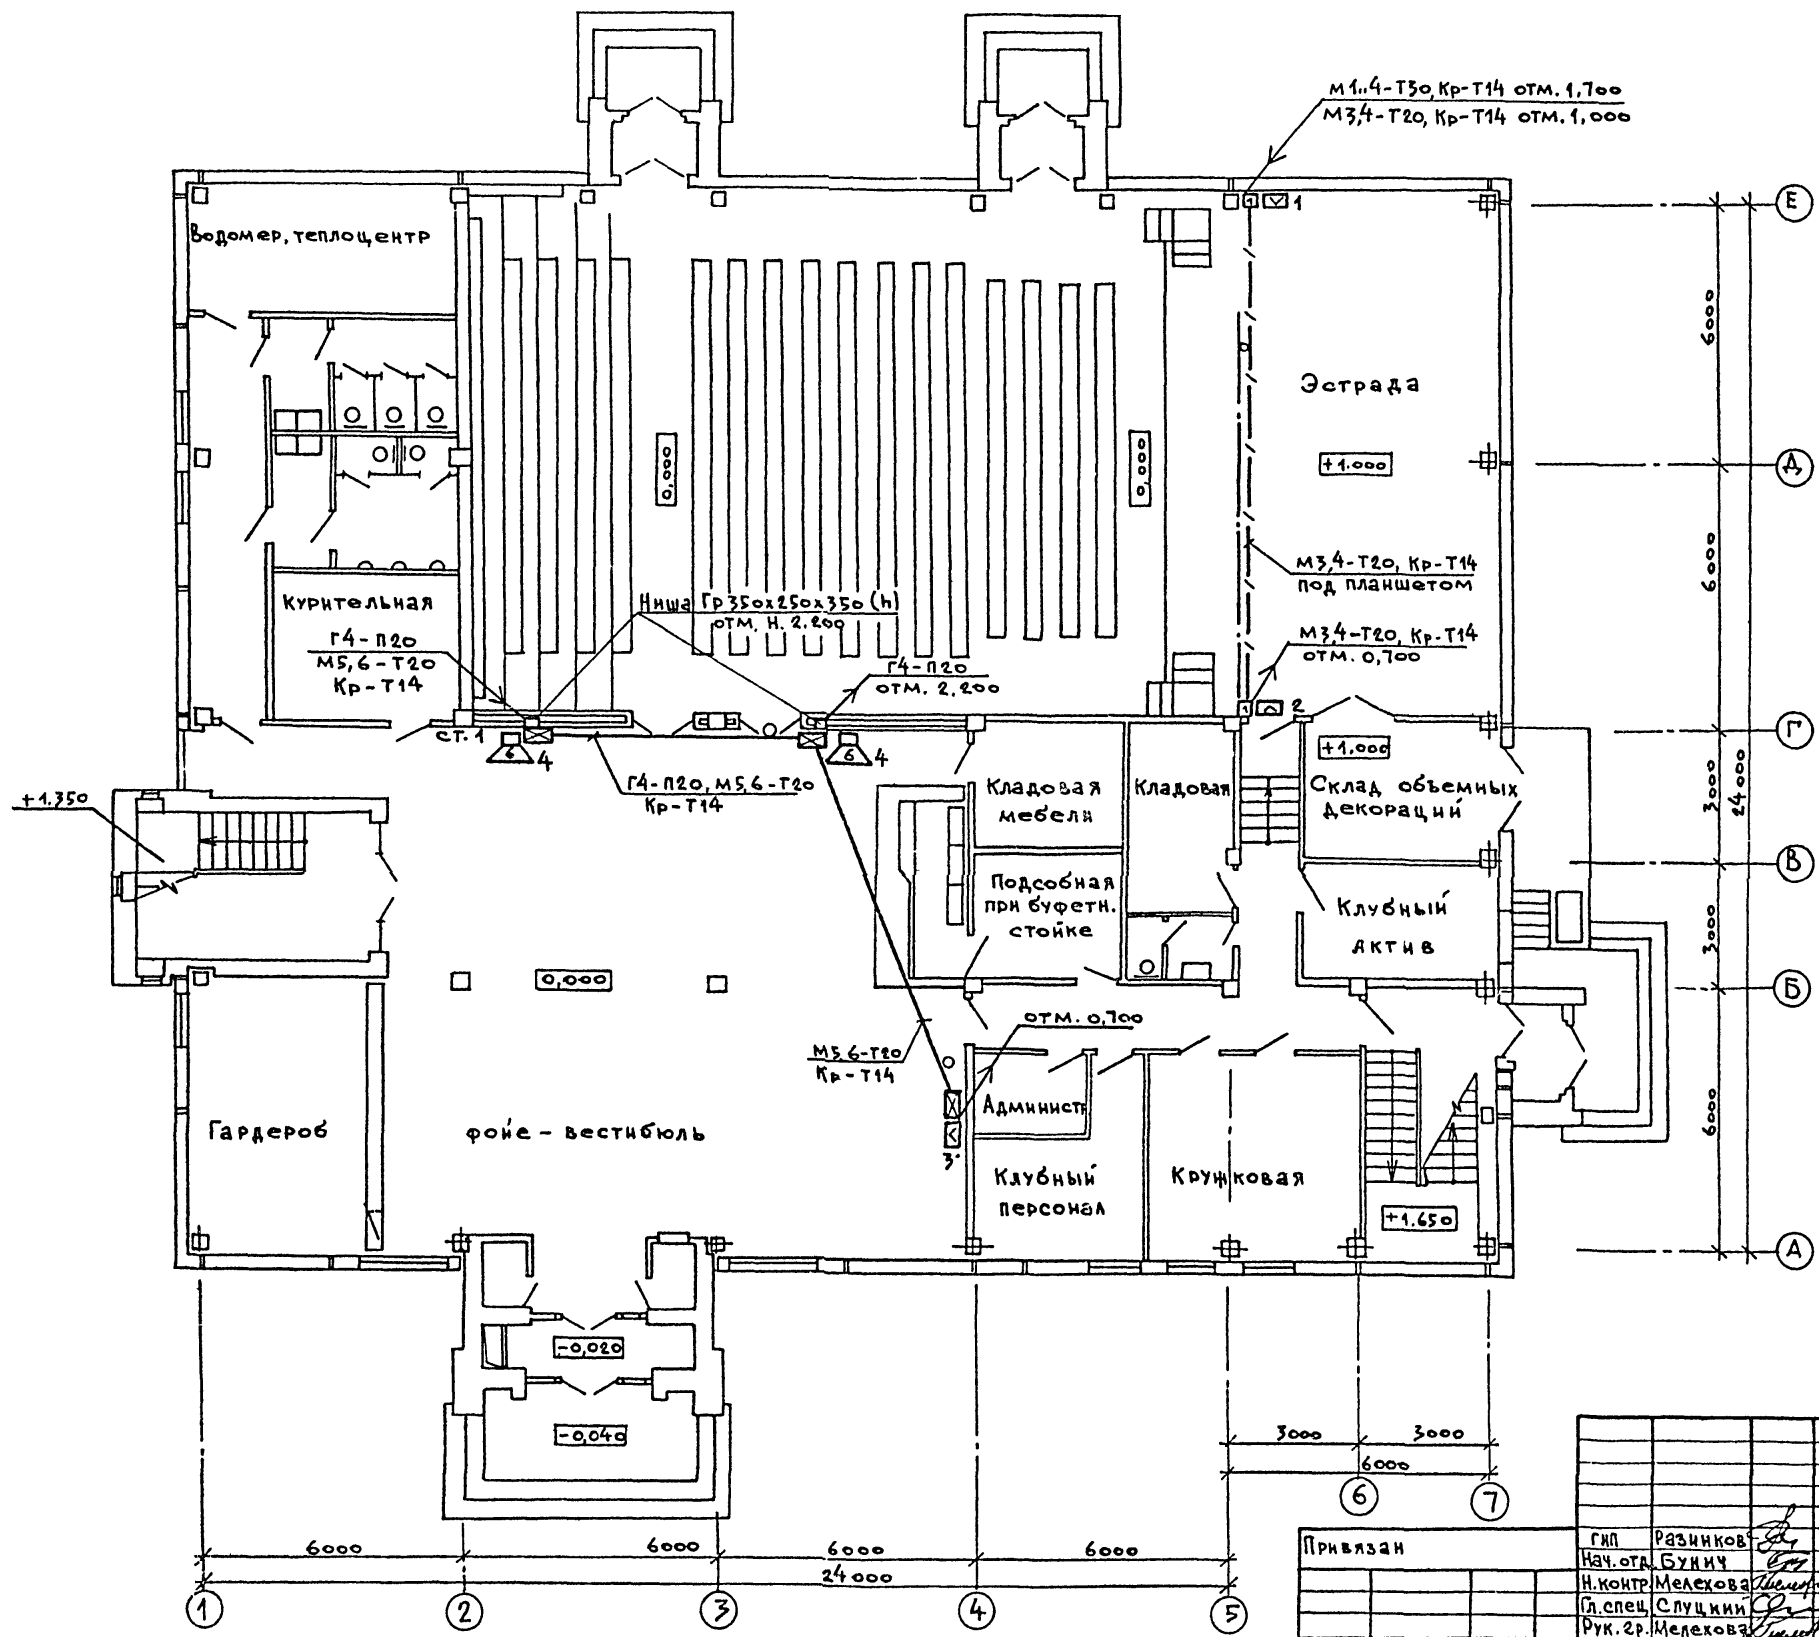 М1..4-Т30, Кр-Т14 отм. 1,700
М3,4-Т20, Кр-Т14 отм. 1,000
Е
1
Водомер, теплоцентр
6000
Эстрада
0,000
0,000
+1.000
Д
М3,4-Т20, Кр-Т14
под планшетом
6000
Курительная
Ниша Гр 350х250х350 (h)
отм. Н. 2.200
Г4-П20
М5,6-Т20
Кр-Т14
Г4-П20
отм. 2,200
М3,4-Т20, Кр-Т14
отм. 0,700
1
2
Г
ст. 1
6
4
6
4
+1.000
Г4-П20, М5,6-Т20
Кр-Т14
Кладовая
мебели
Кладовая
Склад объемных
декораций
3000
24000
+1.350
В
Подсобная
при буфетн.
стойке
Клубный
актив
3000
0,000
Б
отм. 0,700
М5,6-Т20
Кр-Т14
Админист
Гардероб
фойе - вестибюль
3
6000
Клубный
персонал
Кружковая
+1.650
А
-0,020
-0,040
3000
3000
6000
6
7
6000
6000
6000
6000
24000
1
2
3
4
5
Привязан
ГИП Разинков
Нач.отд. Бунич
Н.контр. Мелехова
Гл.спец. Слуцкий
Рук.гр. Мелехова